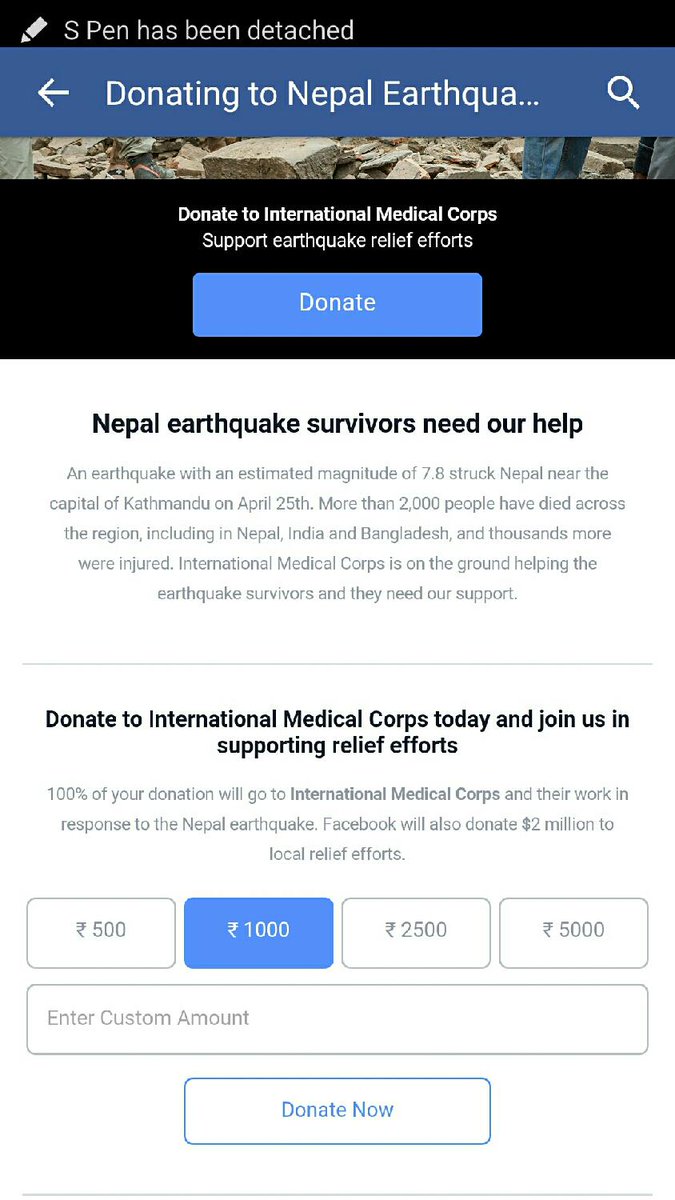 S Pen has been detached
Donating to Nepal Earthqua...
Donate to International Medical Corps
Support earthquake relief efforts
Donate
Nepal earthquake survivors need our help
An earthquake with an estimated magnitude of 7.8 struck Nepal near the
capital of Kathmandu on April 25th. More than 2,000 people have died across
the region, including in Nepal, India and Bangladesh, and thousands more
were injured. International Medical Corps is on the ground helping the
earthquake survivors and they need our support.
Donate to International Medical Corps today and join us in
supporting relief efforts
100% of your donation will go to International Medical Corps and their work in
response to the Nepal earthquake. Facebook will also donate $2 million to
local relief efforts.
₹ 500 ₹ 1000 ₹ 2500 ₹ 5000
Enter Custom Amount
Donate Now